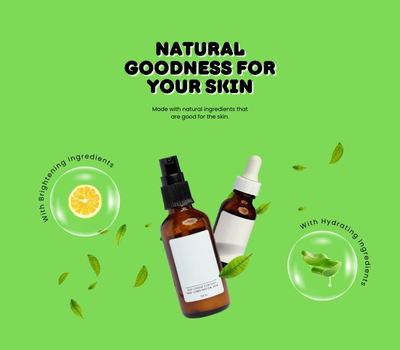 NATURAL
GOODNESS FOR
YOUR SKIN
Made with natural ingredients that
are good for the skin.
With Brightening Ingredients
With Hydrating Ingredients